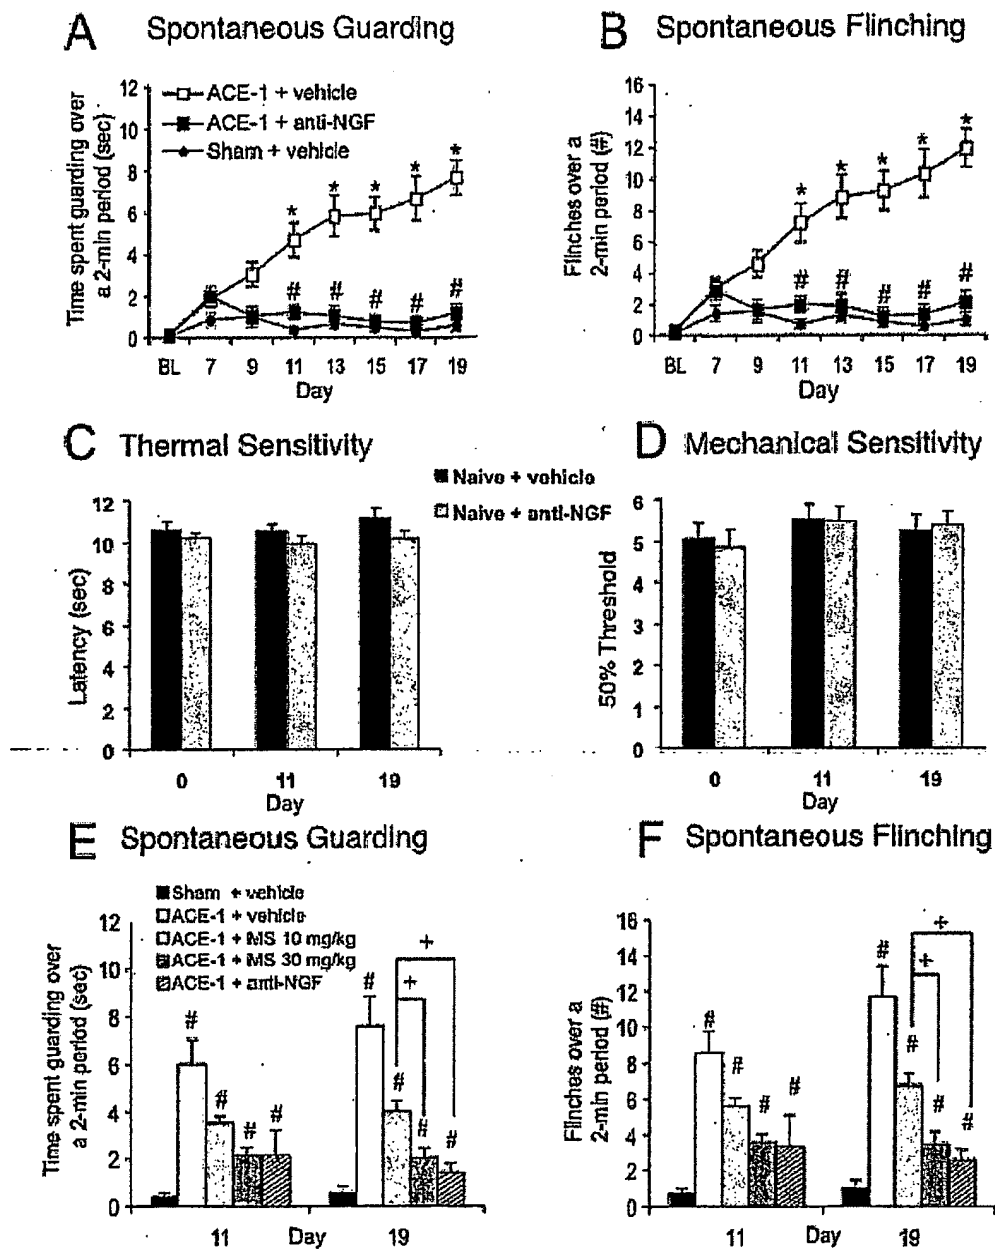 A Spontaneous Guarding
Time spent guarding over
a 2-min period (sec)
12
10
8
6
4
2
0
ACE-1 + vehicle
ACE-1 + anti-NGF
Sham + vehicle
* * * * *
# # # # #
BL 7 9 11 13 15 17 19
Day
B Spontaneous Flinching
Flinches over a
2-min period (#)
16
14
12
10
8
6
4
2
0
* * * * *
# # # # #
BL 7 9 11 13 15 17 19
Day
C Thermal Sensitivity
Latency (sec)
12
10
8
6
4
2
0
0 11 19
Day
Naive + vehicle
Naive + anti-NGF
D Mechanical Sensitivity
50% Threshold
6
5
4
3
2
1
0
0 11 19
Day
E Spontaneous Guarding
Time spent guarding over
a 2-min period (sec)
12
10
8
6
4
2
0
Sham + vehicle
ACE-1 + vehicle
ACE-1 + MS 10 mg/kg
ACE-1 + MS 30 mg/kg
ACE-1 + anti-NGF
# # # #
# # # #
+
+
11 Day 19
F Spontaneous Flinching
Flinches over a
2-min period (#)
16
14
12
10
8
6
4
2
0
# # # #
# # # #
+
+
11 Day 19